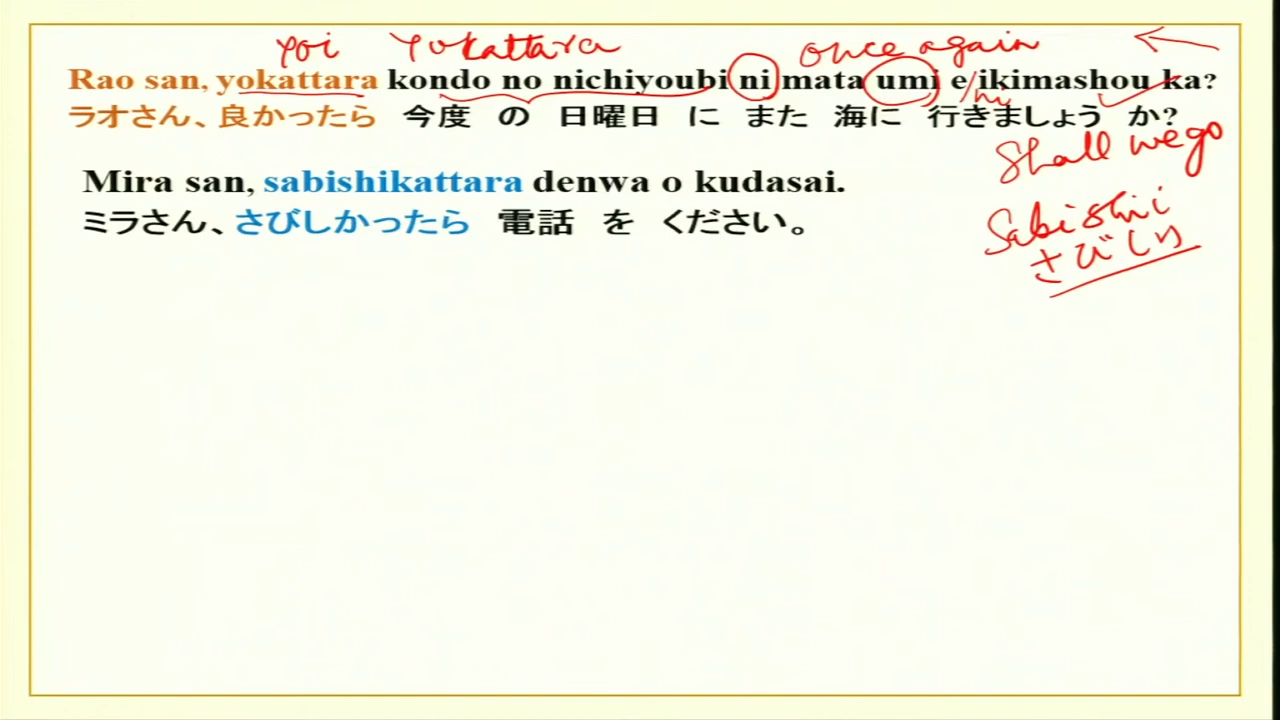 yoi yokattara once again
Rao san, yokattara kondo no nichiyoubi ni mata umi e ikimashou ka?
/ni
ラオさん、良かったら 今度 の 日曜日 に また 海に 行きましょう か?
Shall we go
Mira san, sabishikattara denwa o kudasai.
Sabishii
ミラさん、さびしかったら 電話 を ください。
さびしい